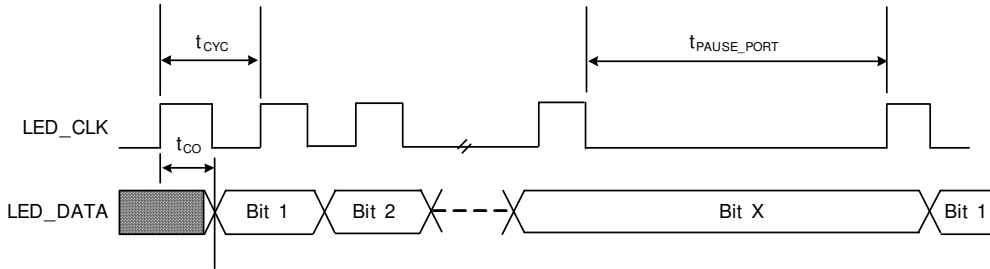 tCYC
tPAUSE_PORT
LED_CLK
tCO
LED_DATA
Bit 1
Bit 2
Bit X
Bit 1